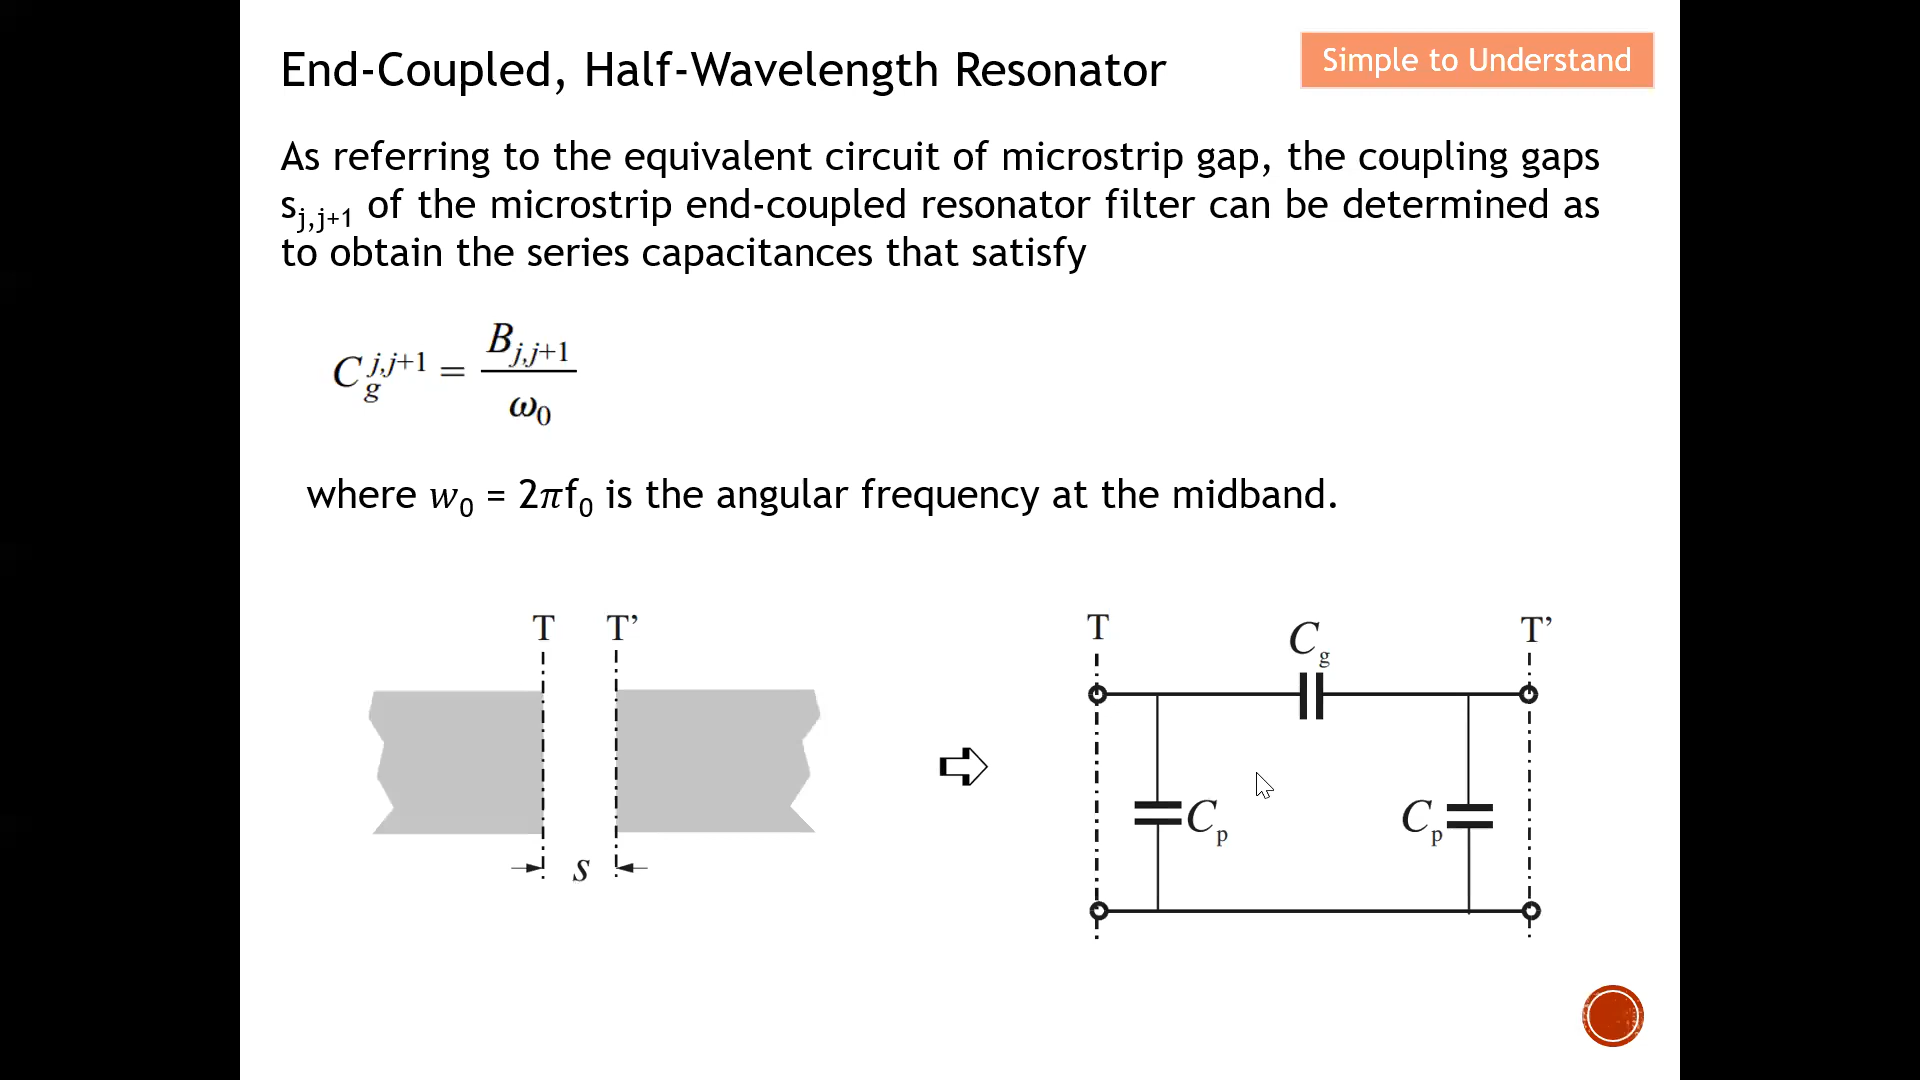 End-Coupled, Half-Wavelength Resonator
Simple to Understand
As referring to the equivalent circuit of microstrip gap, the coupling gaps
s_{j,j+1} of the microstrip end-coupled resonator filter can be determined as
to obtain the series capacitances that satisfy
C_g^{j,j+1} = B_{j,j+1} / ω_0
where w_0 = 2πf_0 is the angular frequency at the midband.
T T’
s
T C_g T’
C_p C_p